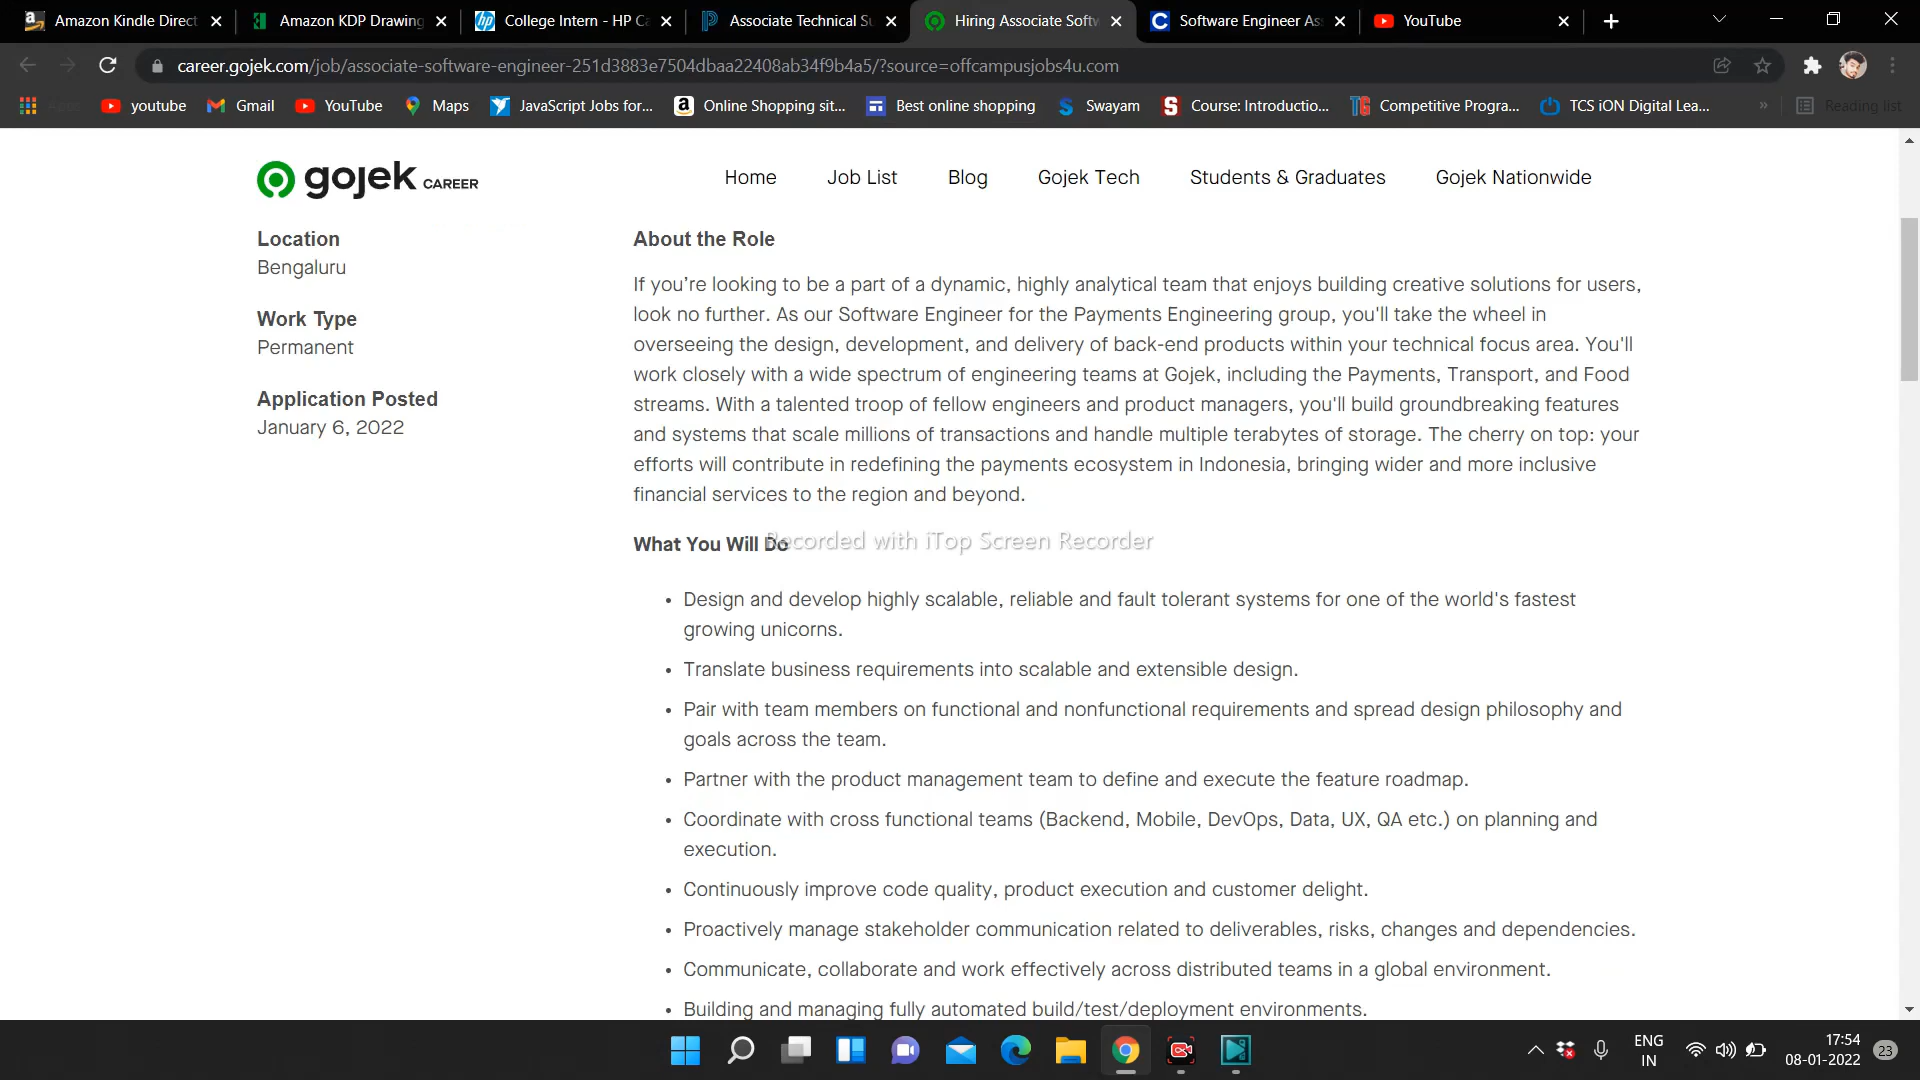 Amazon Kindle Direct
Amazon KDP Drawing
College Intern - HP Ca
Associate Technical Su
Hiring Associate Softw
Software Engineer As
YouTube
career.gojek.com/job/associate-software-engineer-251d3883e7504dbaa22408ab34f9b4a5/?source=offcampusjobs4u.com
Apps
youtube
Gmail
YouTube
Maps
JavaScript Jobs for...
Online Shopping sit...
Best online shopping
Swayam
Course: Introductio...
Competitive Progra...
TCS iON Digital Lea...
»
Reading list
gojek CAREER
Home
Job List
Blog
Gojek Tech
Students & Graduates
Gojek Nationwide
Location
Bengaluru
Work Type
Permanent
Application Posted
January 6, 2022
About the Role
If you’re looking to be a part of a dynamic, highly analytical team that enjoys building creative solutions for users,
look no further. As our Software Engineer for the Payments Engineering group, you'll take the wheel in
overseeing the design, development, and delivery of back-end products within your technical focus area. You'll
work closely with a wide spectrum of engineering teams at Gojek, including the Payments, Transport, and Food
streams. With a talented troop of fellow engineers and product managers, you'll build groundbreaking features
and systems that scale millions of transactions and handle multiple terabytes of storage. The cherry on top: your
efforts will contribute in redefining the payments ecosystem in Indonesia, bringing wider and more inclusive
financial services to the region and beyond.
What You Will Do
Recorded with iTop Screen Recorder
• Design and develop highly scalable, reliable and fault tolerant systems for one of the world's fastest
growing unicorns.
• Translate business requirements into scalable and extensible design.
• Pair with team members on functional and nonfunctional requirements and spread design philosophy and
goals across the team.
• Partner with the product management team to define and execute the feature roadmap.
• Coordinate with cross functional teams (Backend, Mobile, DevOps, Data, UX, QA etc.) on planning and
execution.
• Continuously improve code quality, product execution and customer delight.
• Proactively manage stakeholder communication related to deliverables, risks, changes and dependencies.
• Communicate, collaborate and work effectively across distributed teams in a global environment.
• Building and managing fully automated build/test/deployment environments.
ENG
IN
17:54
08-01-2022
23